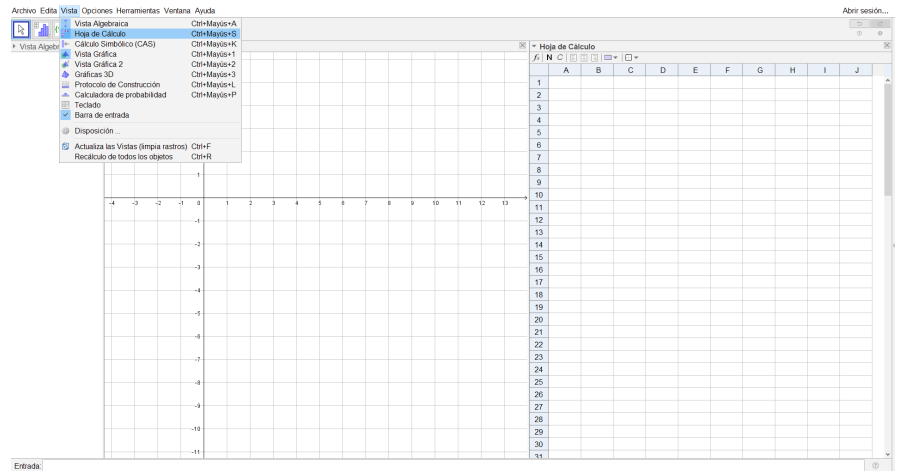 Archivo Edita Vista Opciones Herramientas Ventana Ayuda
Abrir sesión...
Vista Algebraica Ctrl+Mayús+A
Hoja de Cálculo Ctrl+Mayús+S
Cálculo Simbólico (CAS) Ctrl+Mayús+K
Vista Gráfica Ctrl+Mayús+1
Vista Gráfica 2 Ctrl+Mayús+2
Gráficas 3D Ctrl+Mayús+3
Protocolo de Construcción Ctrl+Mayús+L
Calculadora de probabilidad Ctrl+Mayús+P
Teclado
Barra de entrada
Disposición ...
Actualiza las Vistas (limpia rastros) Ctrl+F
Recálculo de todos los objetos Ctrl+R
Vista Algebr
1
-4 -3 -2 -1 0 1 2 3 4 5 6 7 8 9 10 11 12 13
-1
-2
-3
-4
-5
-6
-7
-8
-9
-10
-11
Hoja de Cálculo
fx N C
A B C D E F G H I J
1
2
3
4
5
6
7
8
9
10
11
12
13
14
15
16
17
18
19
20
21
22
23
24
25
26
27
28
29
30
31
Entrada: